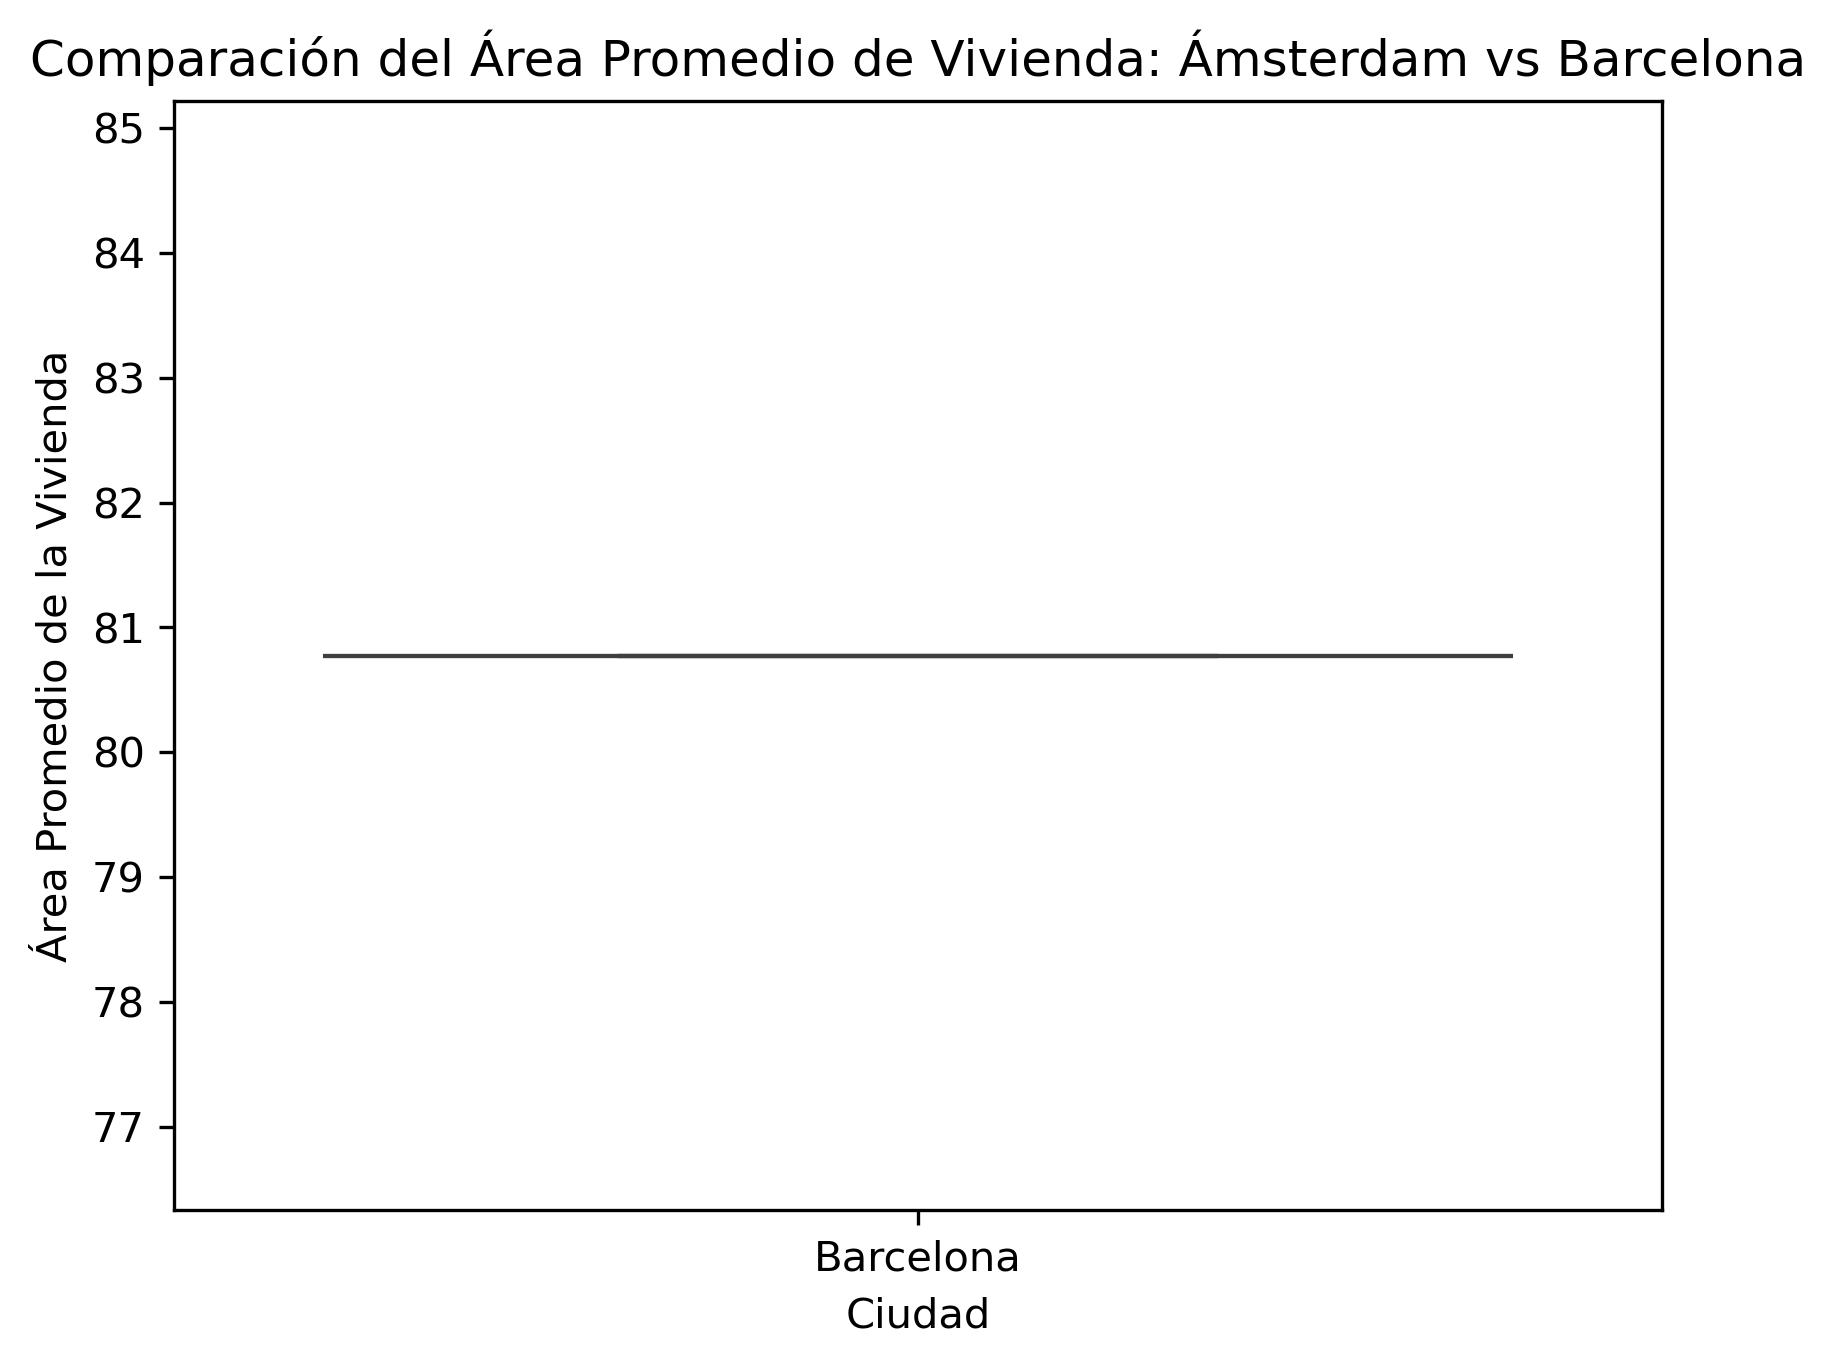 Comparación del Área Promedio de Vivienda: Ámsterdam vs Barcelona
Área Promedio de la Vivienda
85
84
83
82
81
80
79
78
77
Barcelona
Ciudad